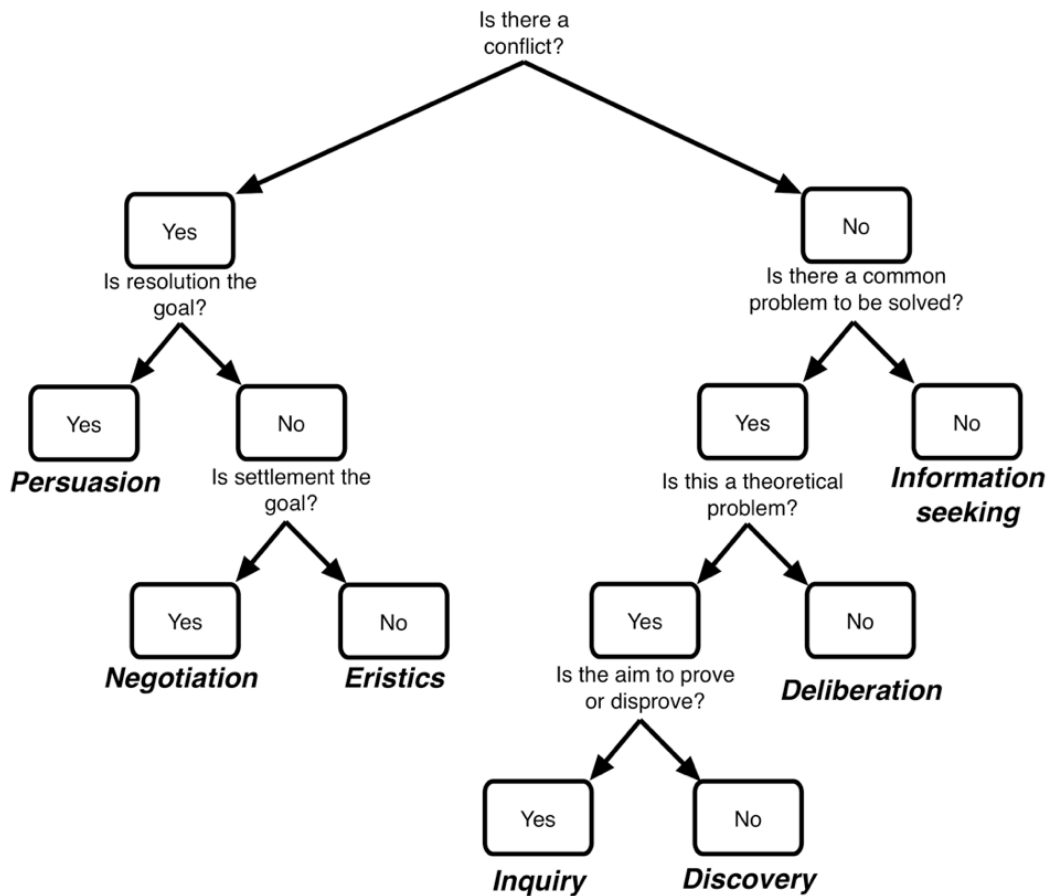 Is there a
conflict?
Yes
No
Is resolution the
goal?
Is there a common
problem to be solved?
Yes
No
Yes
No
Persuasion
Is settlement the
goal?
Is this a theoretical
problem?
Information
seeking
Yes
No
Yes
No
Negotiation
Eristics
Is the aim to prove
or disprove?
Deliberation
Yes
No
Inquiry
Discovery